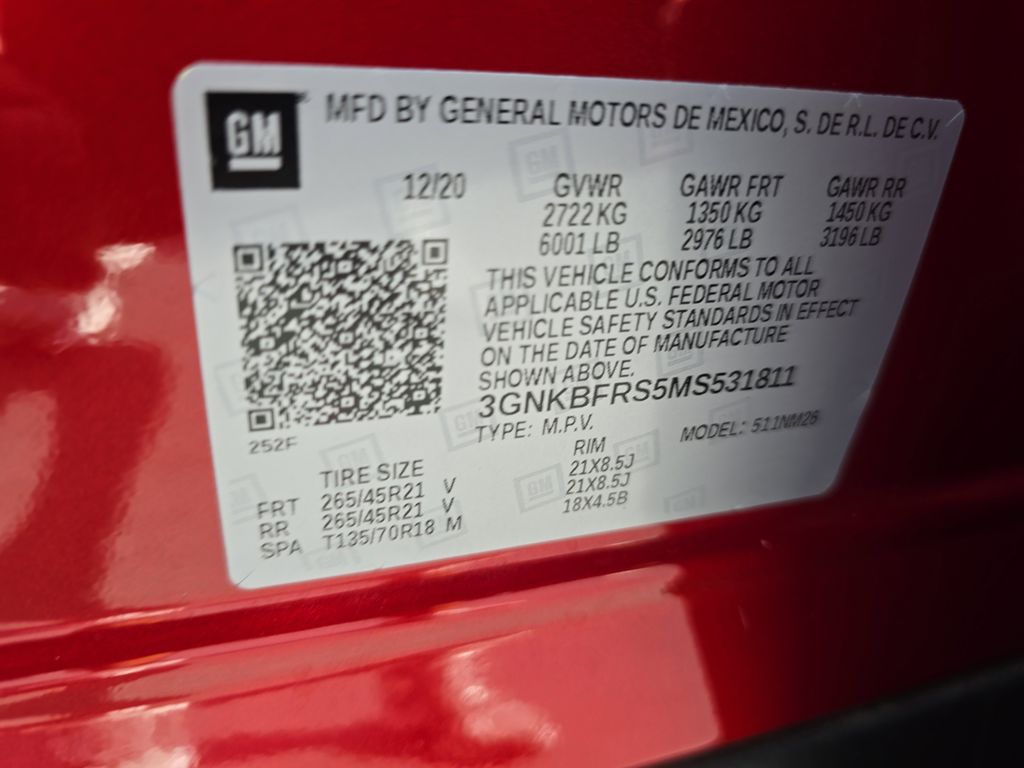 GM
MFD BY GENERAL MOTORS DE MEXICO, S. DE R.L. DE C.V.
12/20 GVWR GAWR FRT GAWR RR
2722 KG 1350 KG 1450 KG
6001 LB 2976 LB 3196 LB
THIS VEHICLE CONFORMS TO ALL
APPLICABLE U.S. FEDERAL MOTOR
VEHICLE SAFETY STANDARDS IN EFFECT
ON THE DATE OF MANUFACTURE
SHOWN ABOVE.
3GNKBFRS5MS531811
252F TYPE: M.P.V. MODEL: 511NM26
TIRE SIZE RIM
FRT 265/45R21 V 21X8.5J
RR 265/45R21 V 21X8.5J
SPA T135/70R18 M 18X4.5B